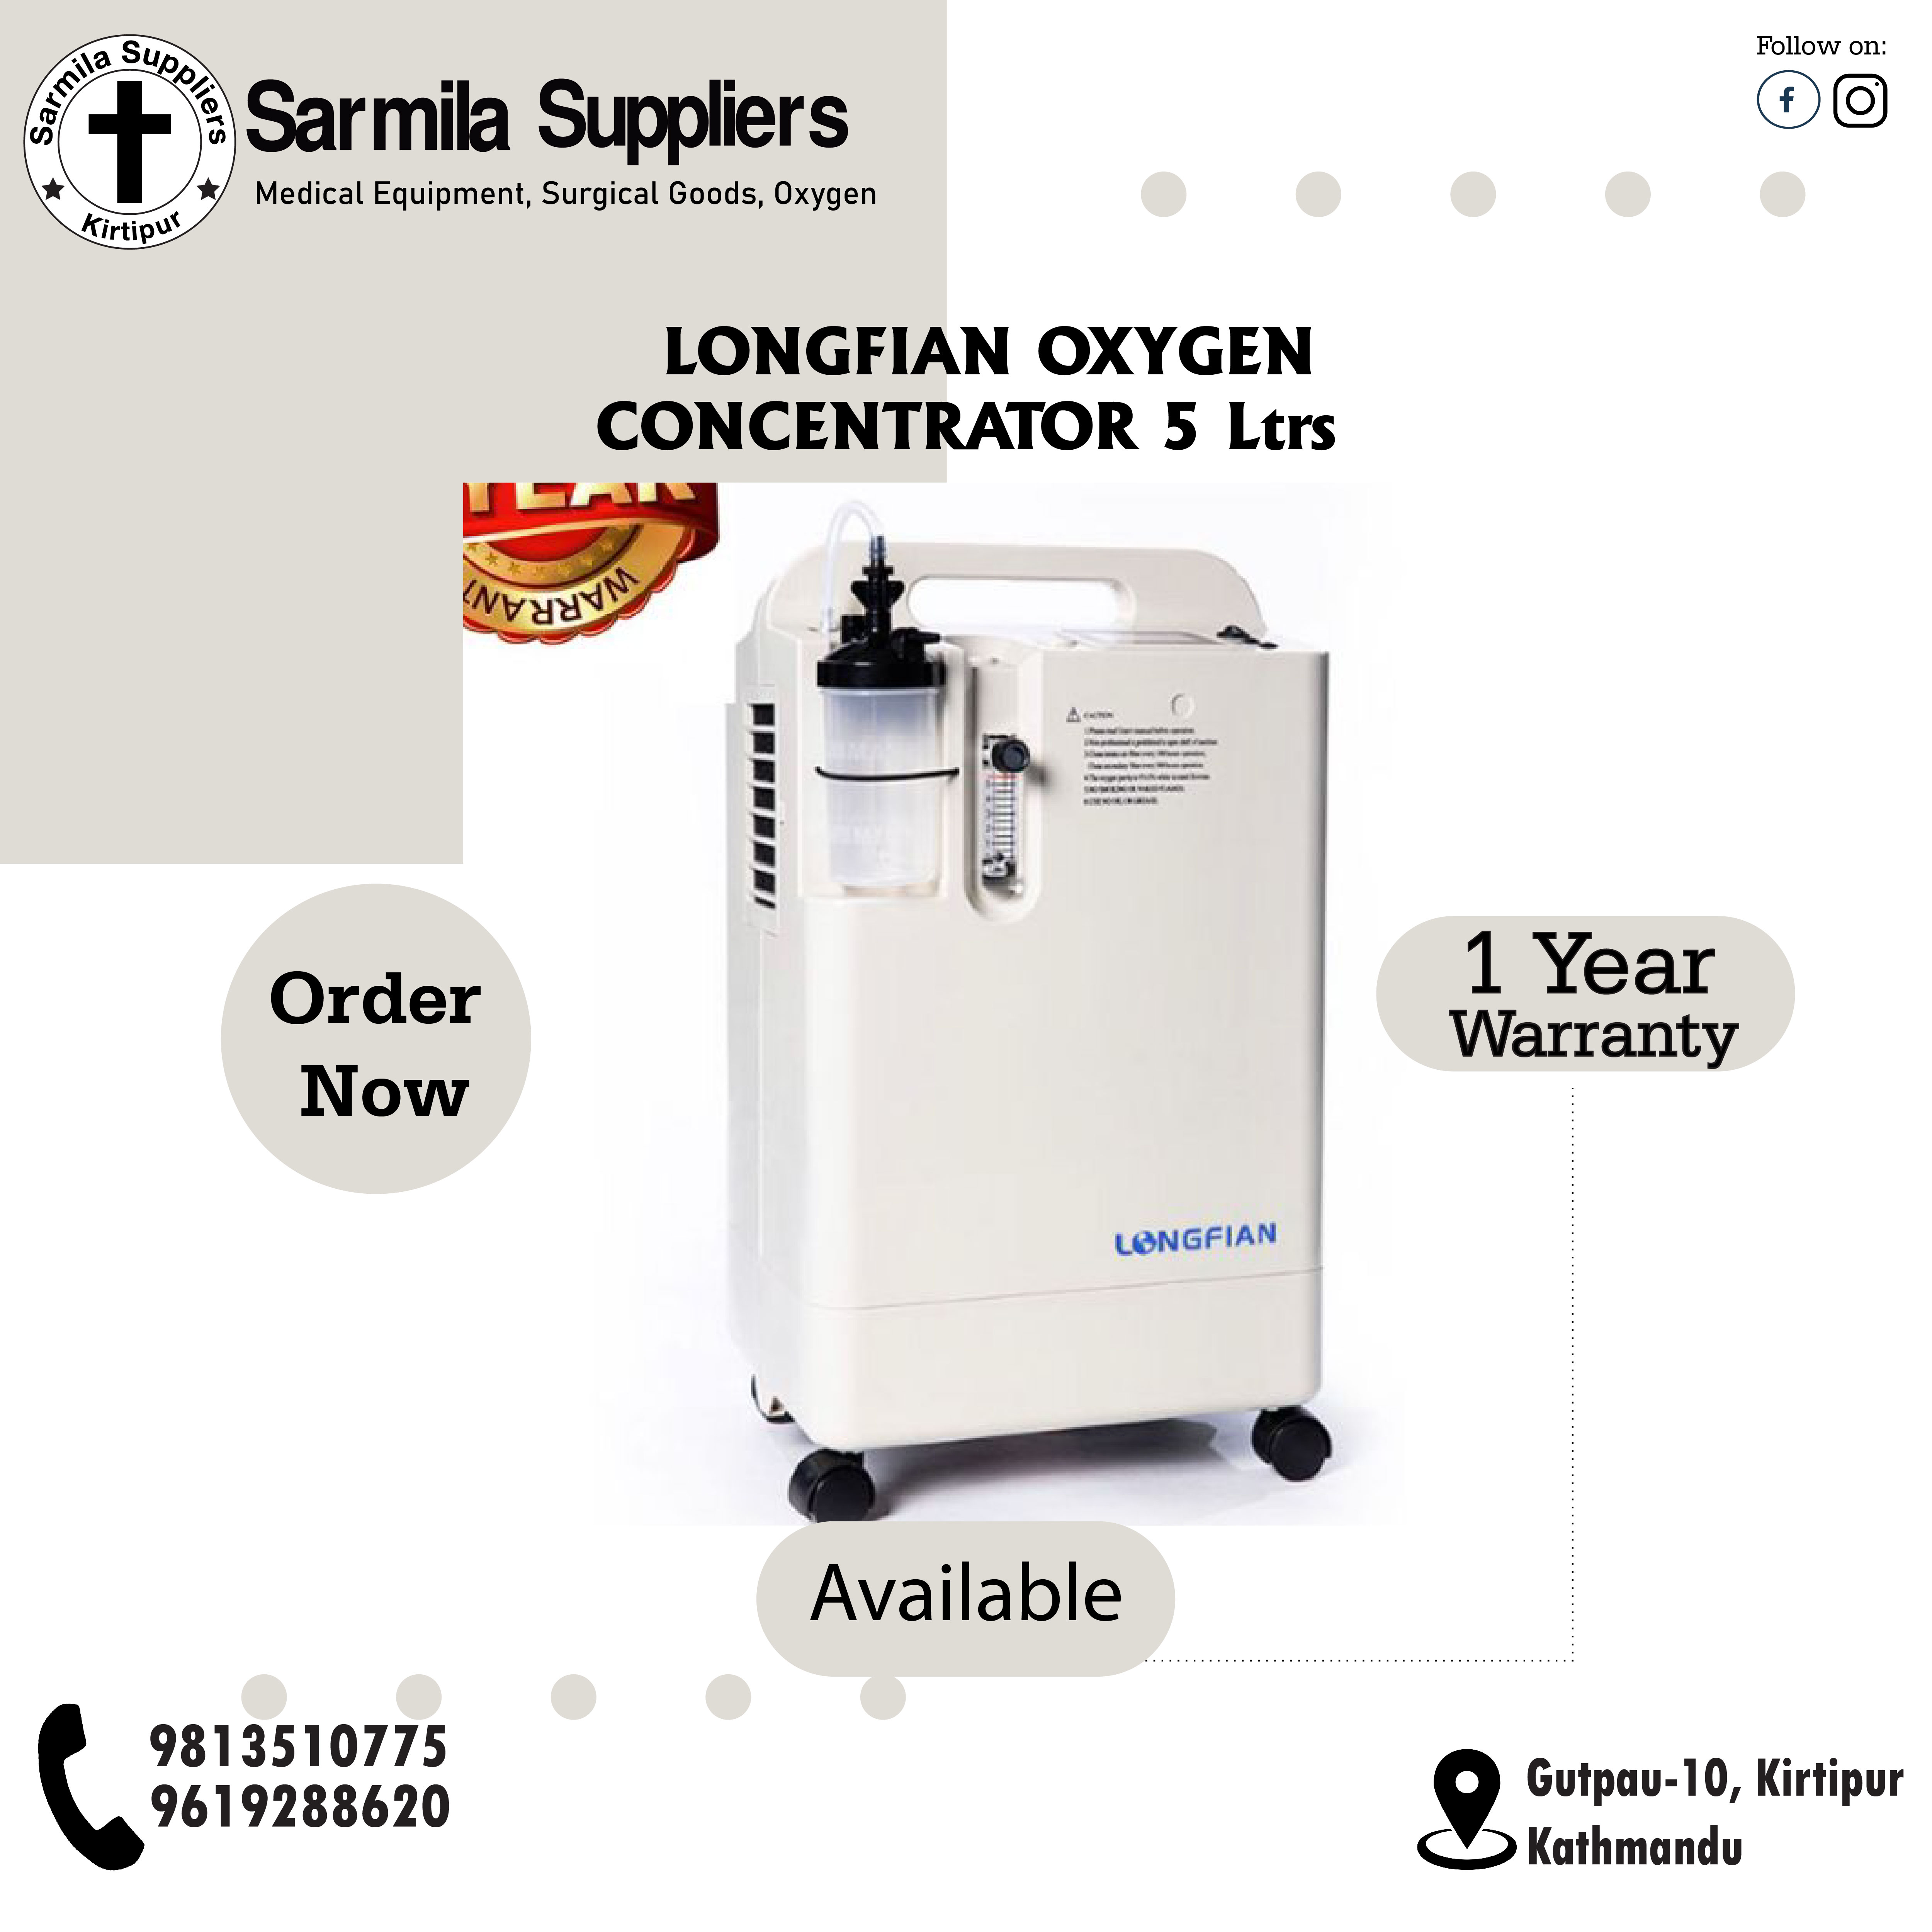 Sarmila Suppliers
Kirtipur
Sarmila Suppliers
Medical Equipment, Surgical Goods, Oxygen
Follow on:
LONGFIAN OXYGEN
CONCENTRATOR 5 Ltrs
CAUTION
Order
Now
1 Year
Warranty
LONGFIAN
Available
9813510775
9619288620
Gutpau-10, Kirtipur
Kathmandu